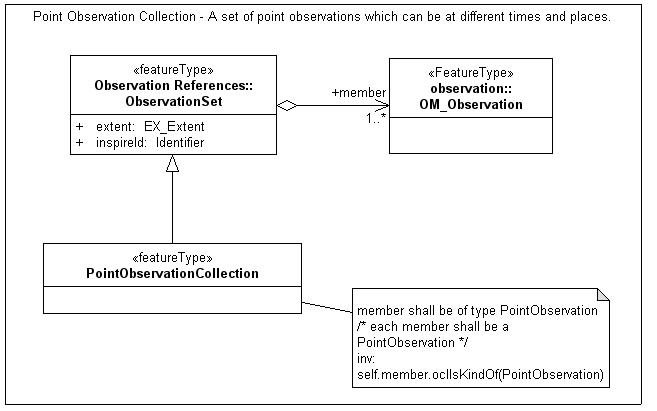 Point Observation Collection - A set of point observations which can be at different times and places.
«featureType»
Observation References::
ObservationSet
+ extent: EX_Extent
+ inspireId: Identifier
+member
1..*
«FeatureType»
observation::
OM_Observation
«featureType»
PointObservationCollection
member shall be of type PointObservation
/* each member shall be a
PointObservation */
inv:
self.member.oclIsKindOf(PointObservation)